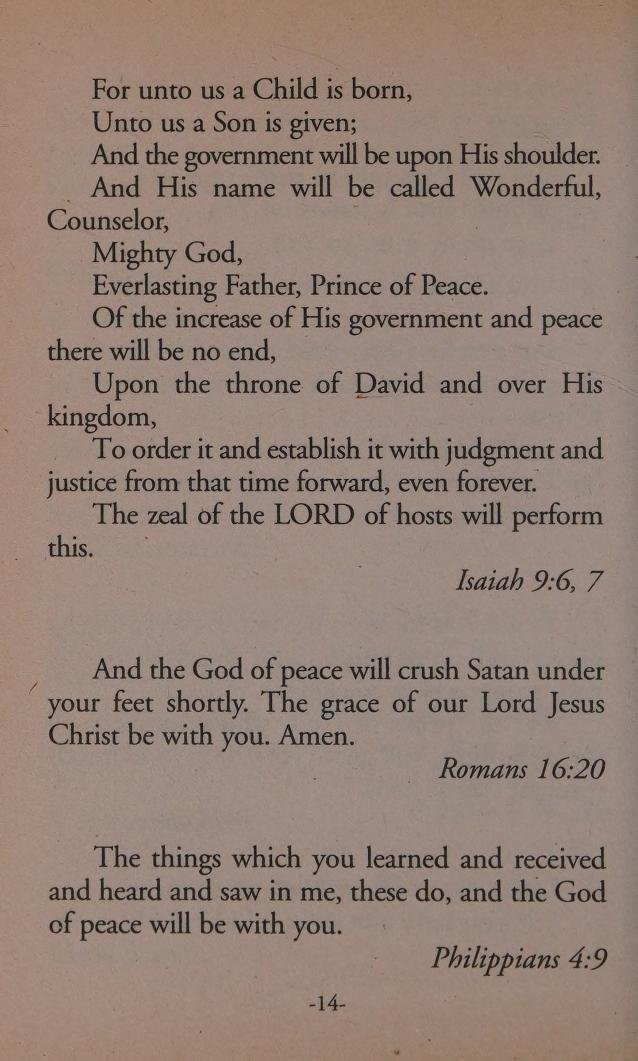 For unto us a Child is born,
Unto us a Son is given;
And the government will be upon His shoulder.
And His name will be called Wonderful,
Counselor,
Mighty God,
Everlasting Father, Prince of Peace.
Of the increase of His government and peace
there will be no end,
Upon the throne of David and over His
kingdom,
To order it and establish it with judgment and
justice from that time forward, even forever.
The zeal of the LORD of hosts will perform
this.
Isaiah 9:6, 7
And the God of peace will crush Satan under
your feet shortly. The grace of our Lord Jesus
Christ be with you. Amen.
Romans 16:20
The things which you learned and received
and heard and saw in me, these do, and the God
of peace will be with you.
Philippians 4:9
-14-